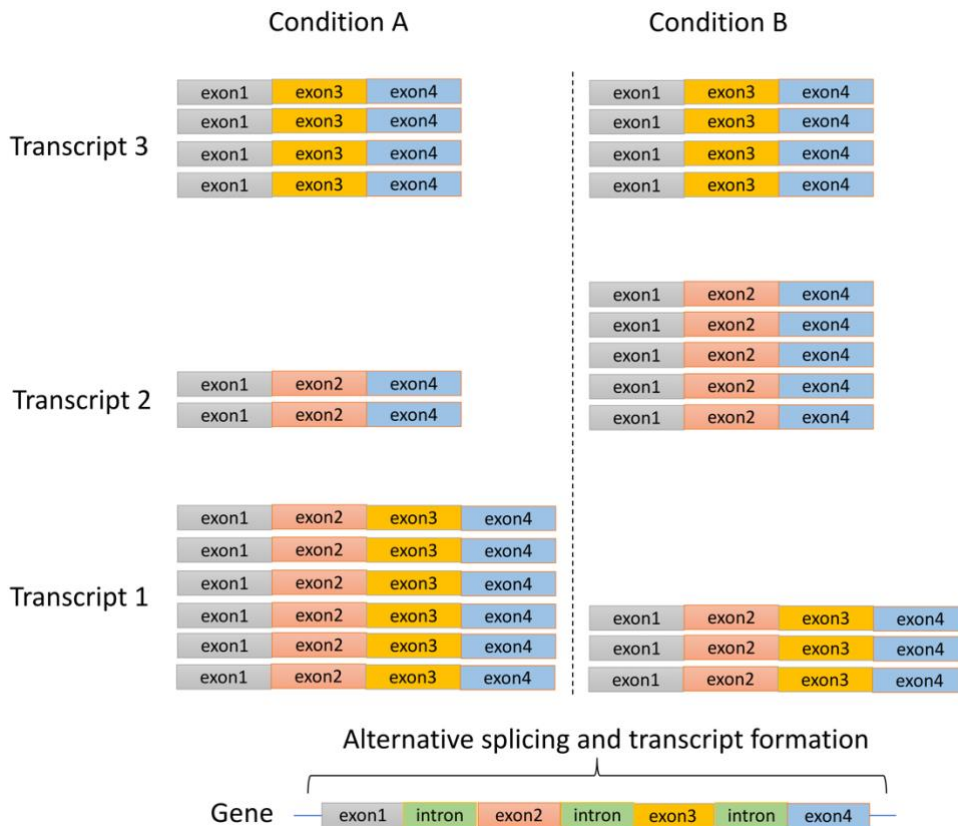 Condition A Condition B
exon1 exon3 exon4 exon1 exon3 exon4
exon1 exon3 exon4 exon1 exon3 exon4
Transcript 3
exon1 exon3 exon4 exon1 exon3 exon4
exon1 exon3 exon4 exon1 exon3 exon4
exon1 exon2 exon4
exon1 exon2 exon4
exon1 exon2 exon4
exon1 exon2 exon4 exon1 exon2 exon4
Transcript 2
exon1 exon2 exon4 exon1 exon2 exon4
exon1 exon2 exon3 exon4
exon1 exon2 exon3 exon4
exon1 exon2 exon3 exon4
Transcript 1
exon1 exon2 exon3 exon4 exon1 exon2 exon3 exon4
exon1 exon2 exon3 exon4 exon1 exon2 exon3 exon4
exon1 exon2 exon3 exon4 exon1 exon2 exon3 exon4
Alternative splicing and transcript formation
Gene exon1 intron exon2 intron exon3 intron exon4